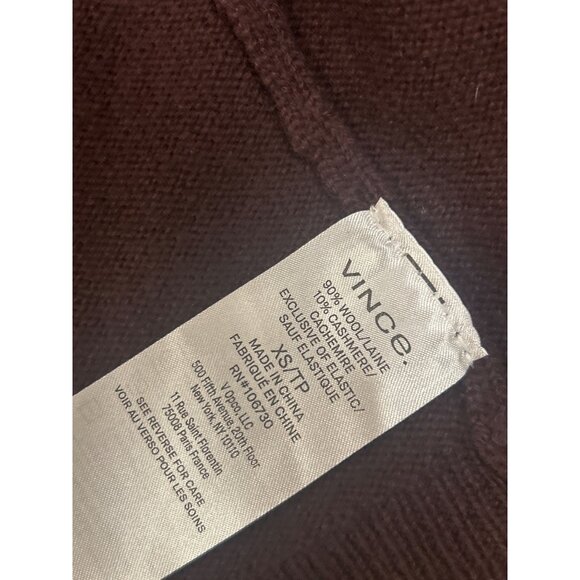 VINCE.
90% WOOL/LAINE
10% CASHMERE/
CACHEMIRE
EXCLUSIVE OF ELASTIC/
SAUF ELASTIQUE
XS/TP
MADE IN CHINA
FABRIQUÉ EN CHINE
RN#106730
V Opco, LLC
500 Fifth Avenue, 20th Floor
New York, NY 10110
11 Rue Saint Florentin
75008 Paris France
SEE REVERSE FOR CARE
VOIR AU VERSO POUR LES SOINS